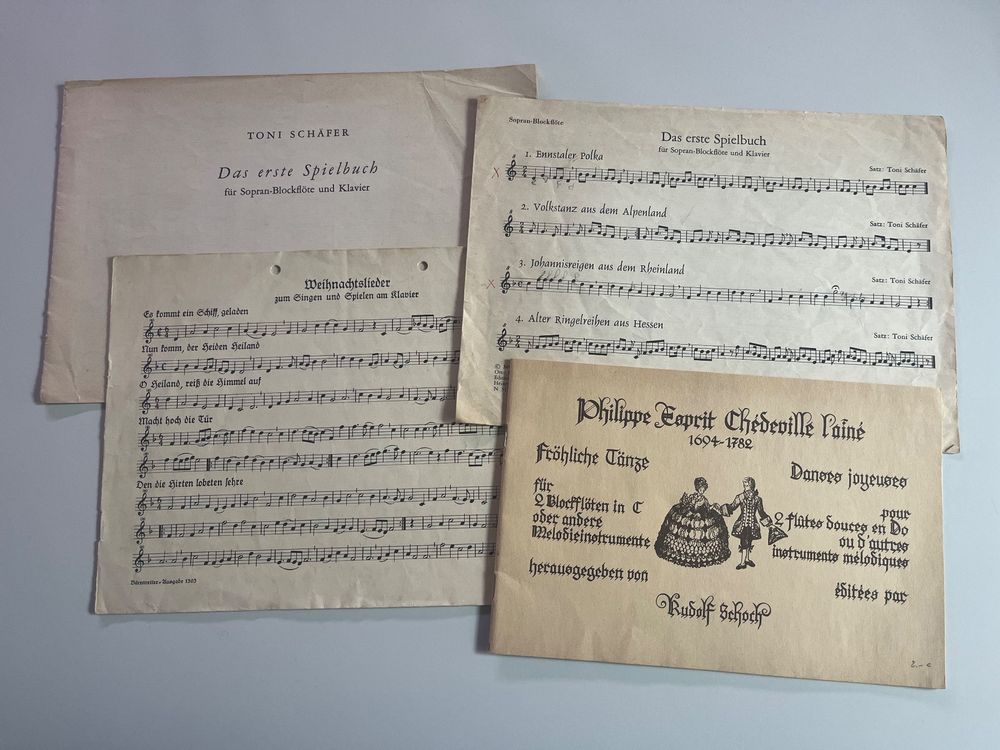 TONI SCHÄFER
Das erste Spielbuch
für Sopran-Blockflöte und Klavier
Sopran-Blockflöte
Das erste Spielbuch
für Sopran-Blockflöte und Klavier
1. Ennstaler Polka
Satz: Toni Schäfer
X
2. Volkstanz aus dem Alpenland
Satz: Toni Schäfer
3. Johannisreigen aus dem Rheinland
Satz: Toni Schäfer
X
4. Alter Ringelreihen aus Hessen
Satz: Toni Schäfer
Weihnachtslieder
zum Singen und Spielen am Klavier
Es kommt ein Schiff, geladen
Nun komm, der Heiden Heiland
O Heiland, reiß die Himmel auf
Macht hoch die Tür
Den die Hirten lobeten sehre
Bärenreiter-Ausgabe 1303
Philippe Esprit Chédeville l'aîné
1694-1782
Fröhliche Tänze
für
2 Blockflöten in C
oder andere
Melodieinstrumente
herausgegeben von
Danses joyeuses
pour
2 flûtes douces en Do
ou d'autres
instruments mélodiques
éditées par
Rudolf Schoch
2.-